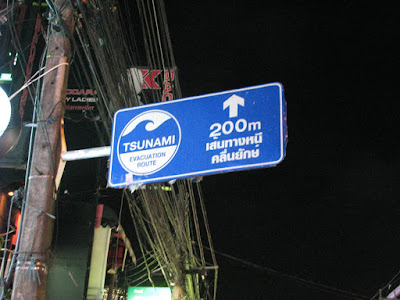 TSUNAMI
EVACUATION
ROUTE
200m
เส้นทางหนี
คลื่นยักษ์
K